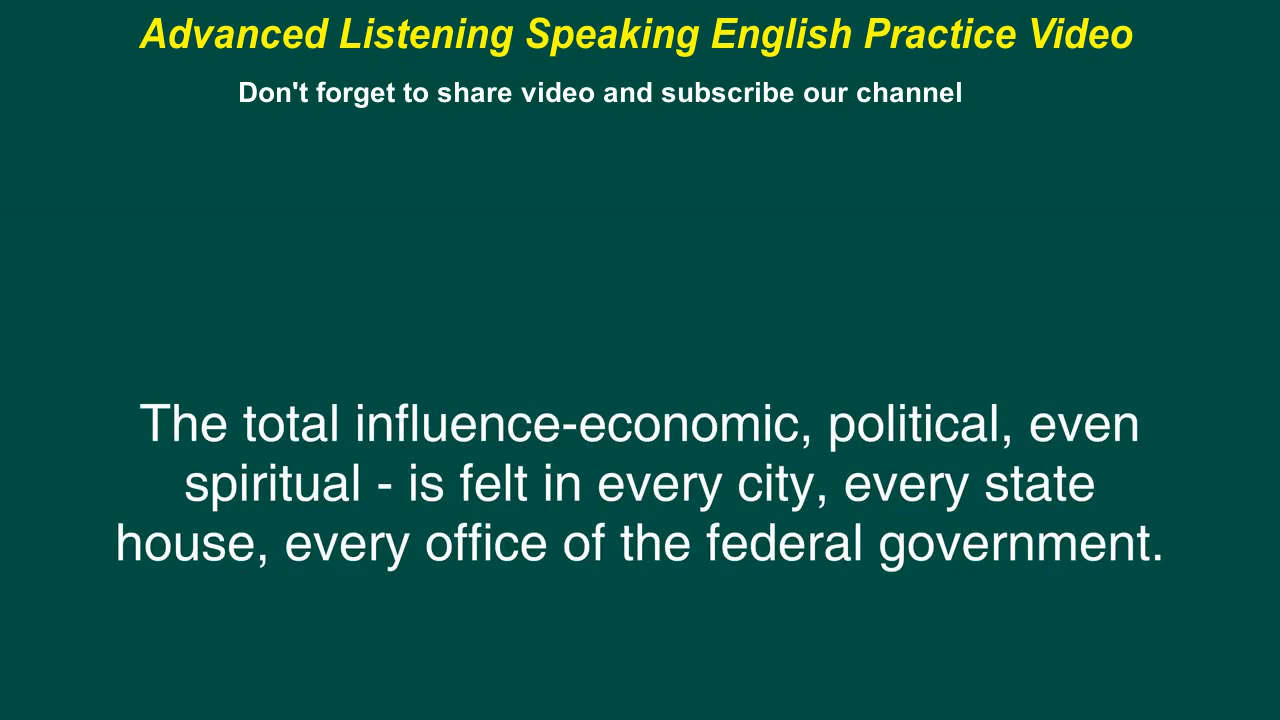 Advanced Listening Speaking English Practice Video
Don't forget to share video and subscribe our channel
The total influence-economic, political, even
spiritual - is felt in every city, every state
house, every office of the federal government.